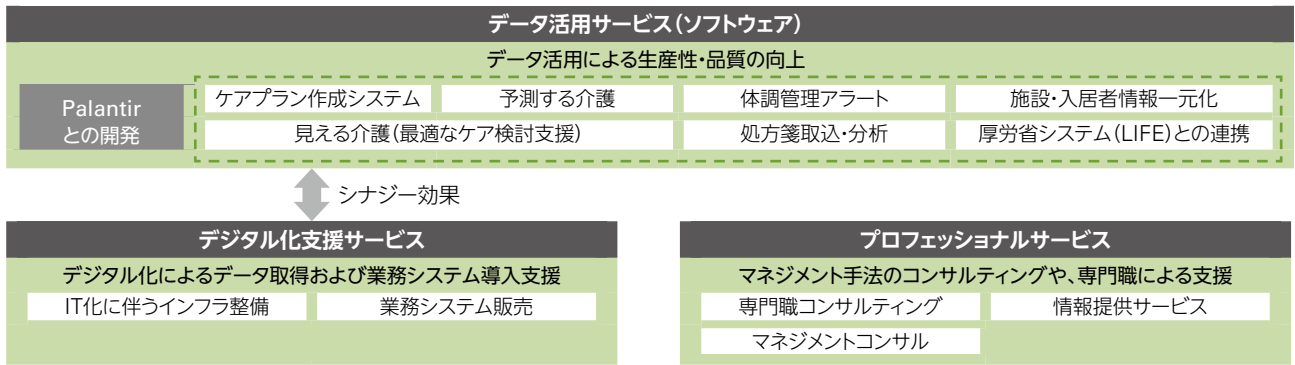 データ活用サービス（ソフトウェア）
データ活用による生産性・品質の向上
Palantir
との開発
ケアプラン作成システム
予測する介護
体調管理アラート
施設・入居者情報一元化
見える介護（最適なケア検討支援）
処方箋取込・分析
厚労省システム（LIFE）との連携
シナジー効果
デジタル化支援サービス
デジタル化によるデータ取得および業務システム導入支援
IT化に伴うインフラ整備
業務システム販売
プロフェッショナルサービス
マネジメント手法のコンサルティングや、専門職による支援
専門職コンサルティング
情報提供サービス
マネジメントコンサル